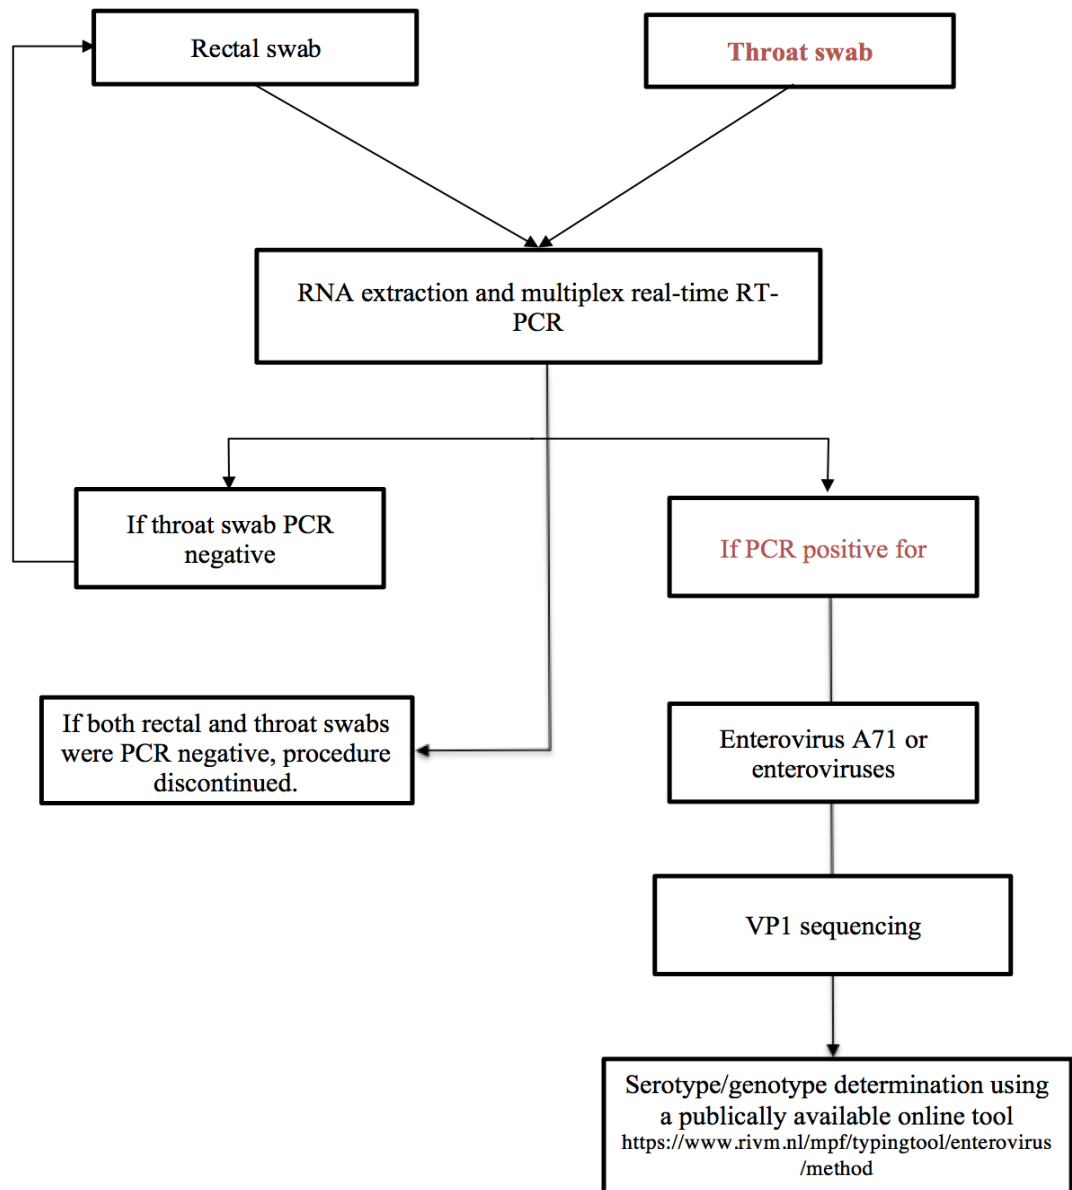 Rectal swab
Throat swab
RNA extraction and multiplex real-time RT-
PCR
If throat swab PCR
negative
If PCR positive for
If both rectal and throat swabs
were PCR negative, procedure
discontinued.
Enterovirus A71 or
enteroviruses
VP1 sequencing
Serotype/genotype determination using
a publically available online tool
https://www.rivm.nl/mpf/typingtool/enterovirus
/method